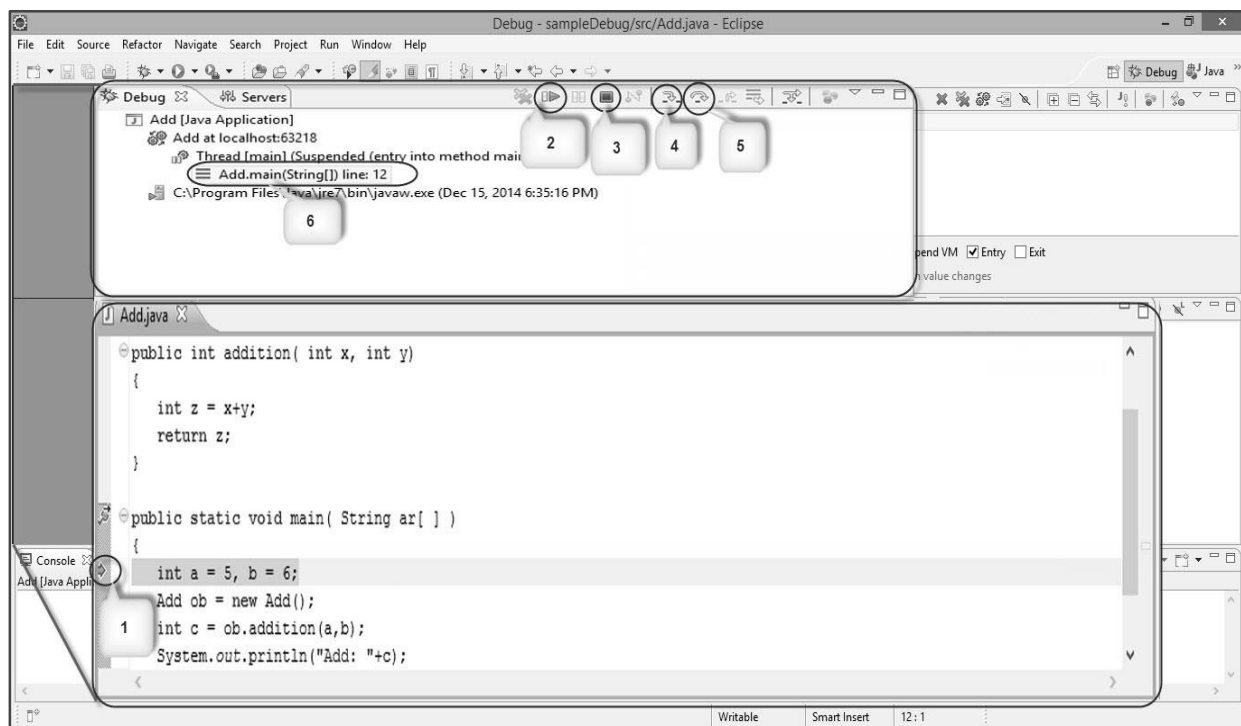 Debug - sampleDebug/src/Add.java - Eclipse
File Edit Source Refactor Navigate Search Project Run Window Help
Debug Java
Debug Servers
Add [Java Application]
Add at localhost:63218
Thread [main] (Suspended (entry into method mai
Add.main(String[]) line: 12
C:\Program Files\Java\jre7\bin\javaw.exe (Dec 15, 2014 6:35:16 PM)
2
3
4
5
6
pend VM Entry Exit
value changes
Add.java
public int addition( int x, int y)
{
int z = x+y;
return z;
}
public static void main( String ar[ ] )
{
int a = 5, b = 6;
Add ob = new Add();
int c = ob.addition(a,b);
System.out.println("Add: "+c);
1
Console
Add [Java Appli
Writable Smart Insert 12 : 1